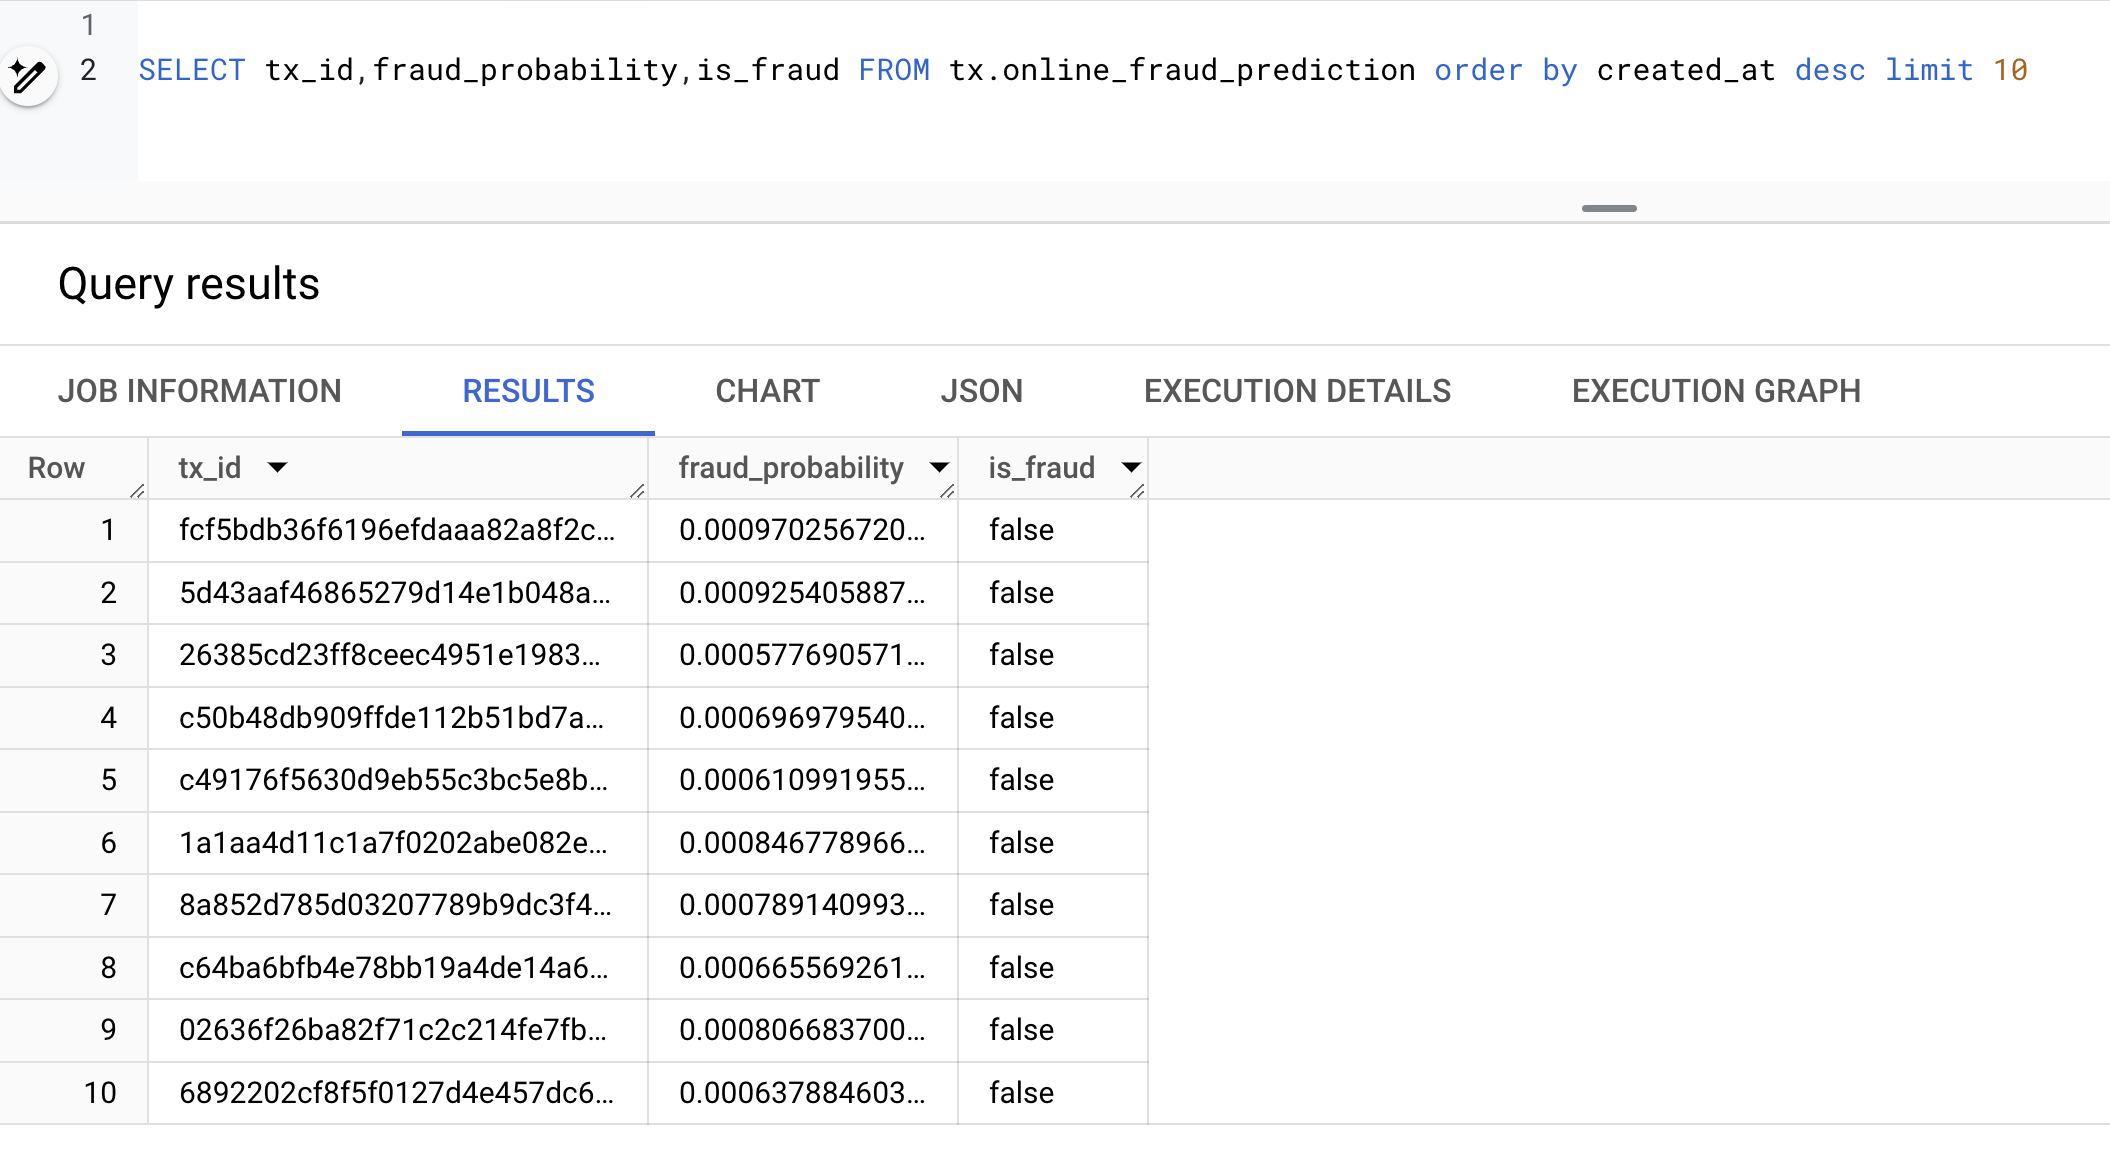 1
2 SELECT tx_id,fraud_probability,is_fraud FROM tx.online_fraud_prediction order by created_at desc limit 10
Query results
JOB INFORMATION RESULTS CHART JSON EXECUTION DETAILS EXECUTION GRAPH
Row tx_id fraud_probability is_fraud
1 fcf5bdb36f6196efdaaa82a8f2c... 0.000970256720... false
2 5d43aaf46865279d14e1b048a... 0.000925405887... false
3 26385cd23ff8ceec4951e1983... 0.000577690571... false
4 c50b48db909ffde112b51bd7a... 0.000696979540... false
5 c49176f5630d9eb55c3bc5e8b... 0.000610991955... false
6 1a1aa4d11c1a7f0202abe082e... 0.000846778966... false
7 8a852d785d03207789b9dc3f4... 0.000789140993... false
8 c64ba6bfb4e78bb19a4de14a6... 0.000665569261... false
9 02636f26ba82f71c2c214fe7fb... 0.000806683700... false
10 6892202cf8f5f0127d4e457dc6... 0.000637884603... false